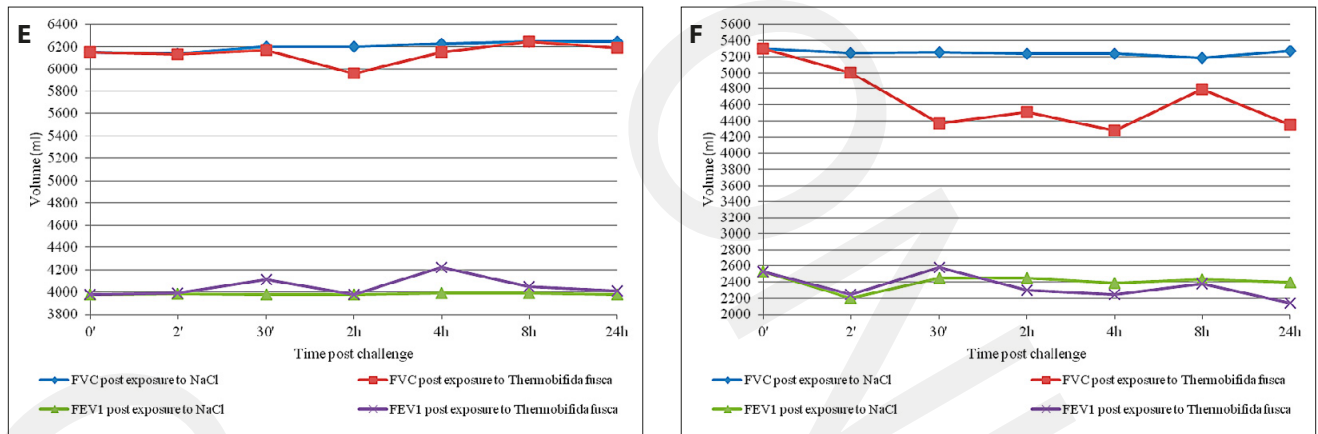 E
6400
6200
6000
5800
5600
5400
5200
5000
4800
4600
4400
4200
4000
3800
Volume (ml)
0' 2' 30' 2h 4h 8h 24h
Time post challenge
FVC post exposure to NaCl FVC post exposure to Thermobifida fusca
FEV1 post exposure to NaCl FEV1 post exposure to Thermobifida fusca
F
5600
5400
5200
5000
4800
4600
4400
4200
4000
3800
3600
3400
3200
3000
2800
2600
2400
2200
2000
Volume (ml)
0' 2' 30' 2h 4h 8h 24h
Time post challenge
FVC post exposure to NaCl FVC post exposure to Thermobifida fusca
FEV1 post exposure to NaCl FEV1 post exposure to Thermobifida fusca